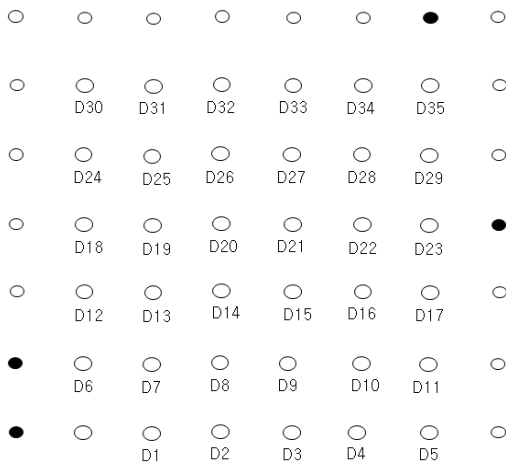 D30 D31 D32 D33 D34 D35
D24 D25 D26 D27 D28 D29
D18 D19 D20 D21 D22 D23
D12 D13 D14 D15 D16 D17
D6 D7 D8 D9 D10 D11
D1 D2 D3 D4 D5